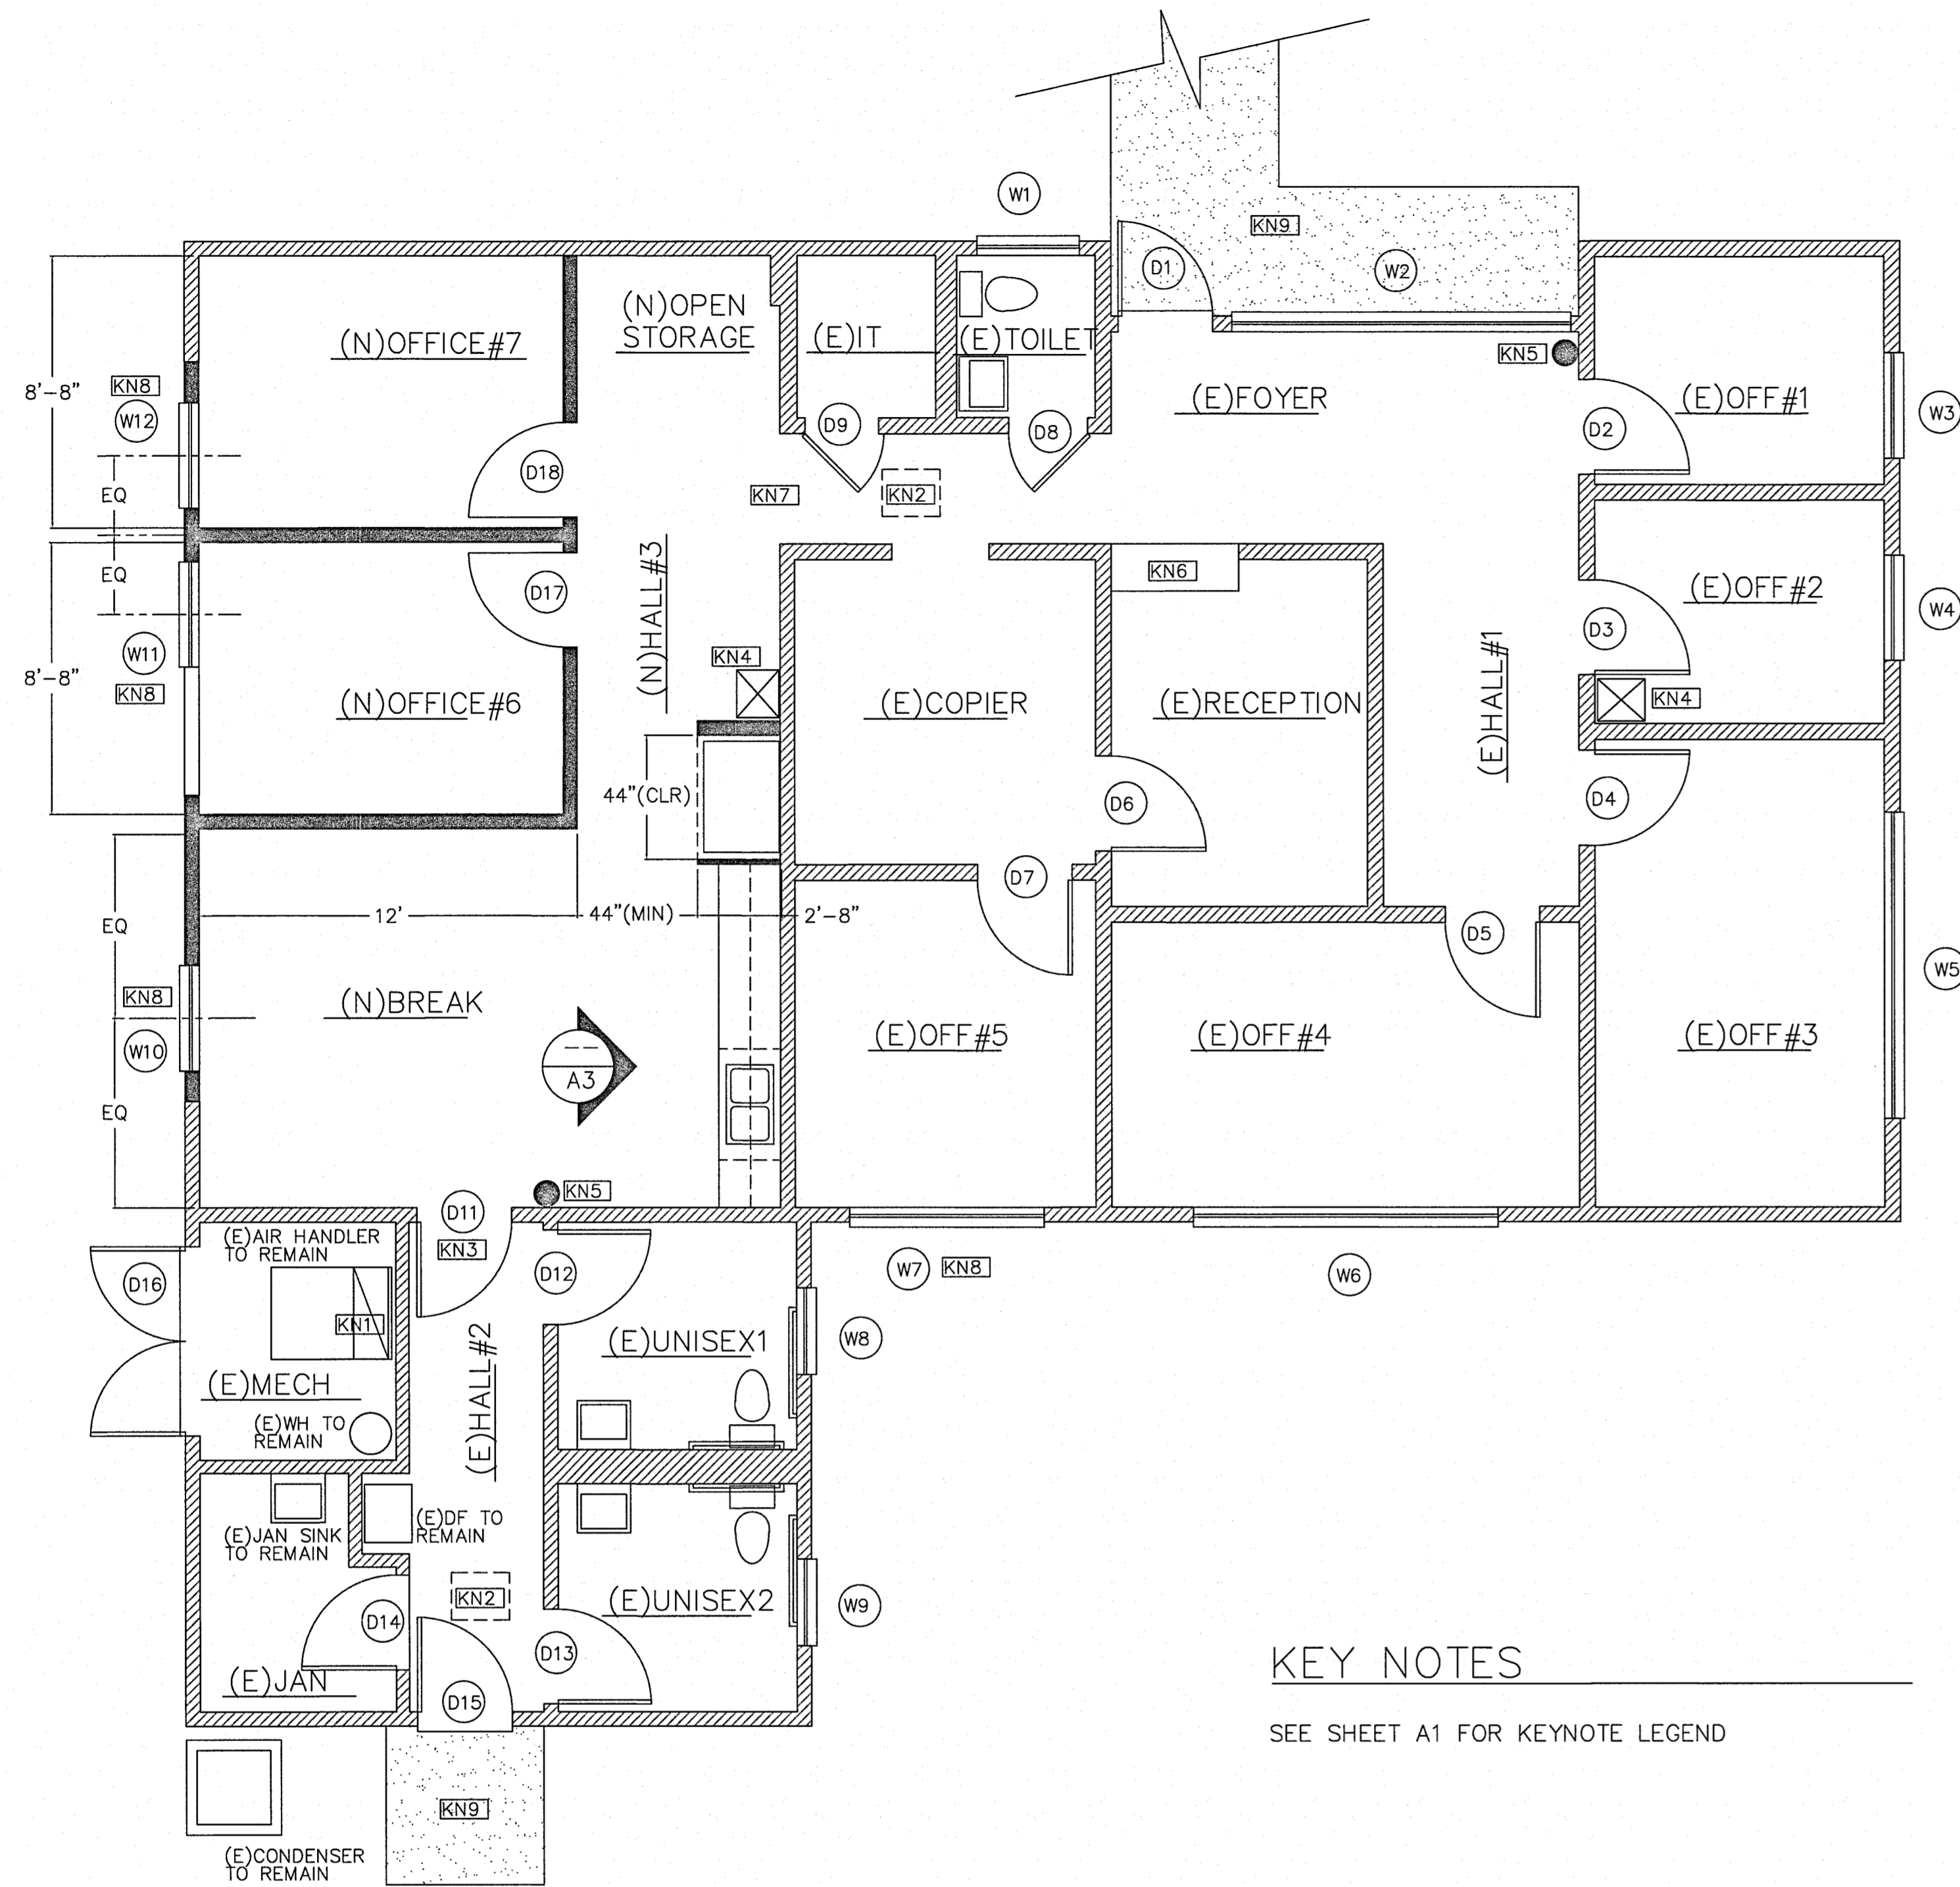 W1
KN9
D1
W2
(N)OPEN
STORAGE
(N)OFFICE#7
(E)IT
(E)TOILET
KN5
(E)FOYER
(E)OFF#1
8'-8"
KN8
W12
W3
D9
D8
D2
D18
EQ
KN7
KN2
EQ
D17
KN6
(E)OFF#2
W4
(N)HALL#3
D3
W11
KN4
KN8
8'-8"
(N)OFFICE#6
(E)COPIER
(E)RECEPTION
(E)HALL#1
KN4
44"(CLR)
D6
D4
D7
12'
44"(MIN)
2'-8"
EQ
D5
W5
KN8
(N)BREAK
(E)OFF#5
(E)OFF#4
(E)OFF#3
W10
A3
EQ
KN5
D11
(E)AIR HANDLER
TO REMAIN
KN3
D16
D12
W7
KN8
W6
KN1
(E)UNISEX1
W8
(E)HALL#2
(E)MECH
(E)WH TO
REMAIN
(E)DF TO
REMAIN
(E)JAN SINK
TO REMAIN
KN2
(E)UNISEX2
W9
D14
D13
(E)JAN
D15
KEY NOTES
SEE SHEET A1 FOR KEYNOTE LEGEND
KN9
(E)CONDENSER
TO REMAIN